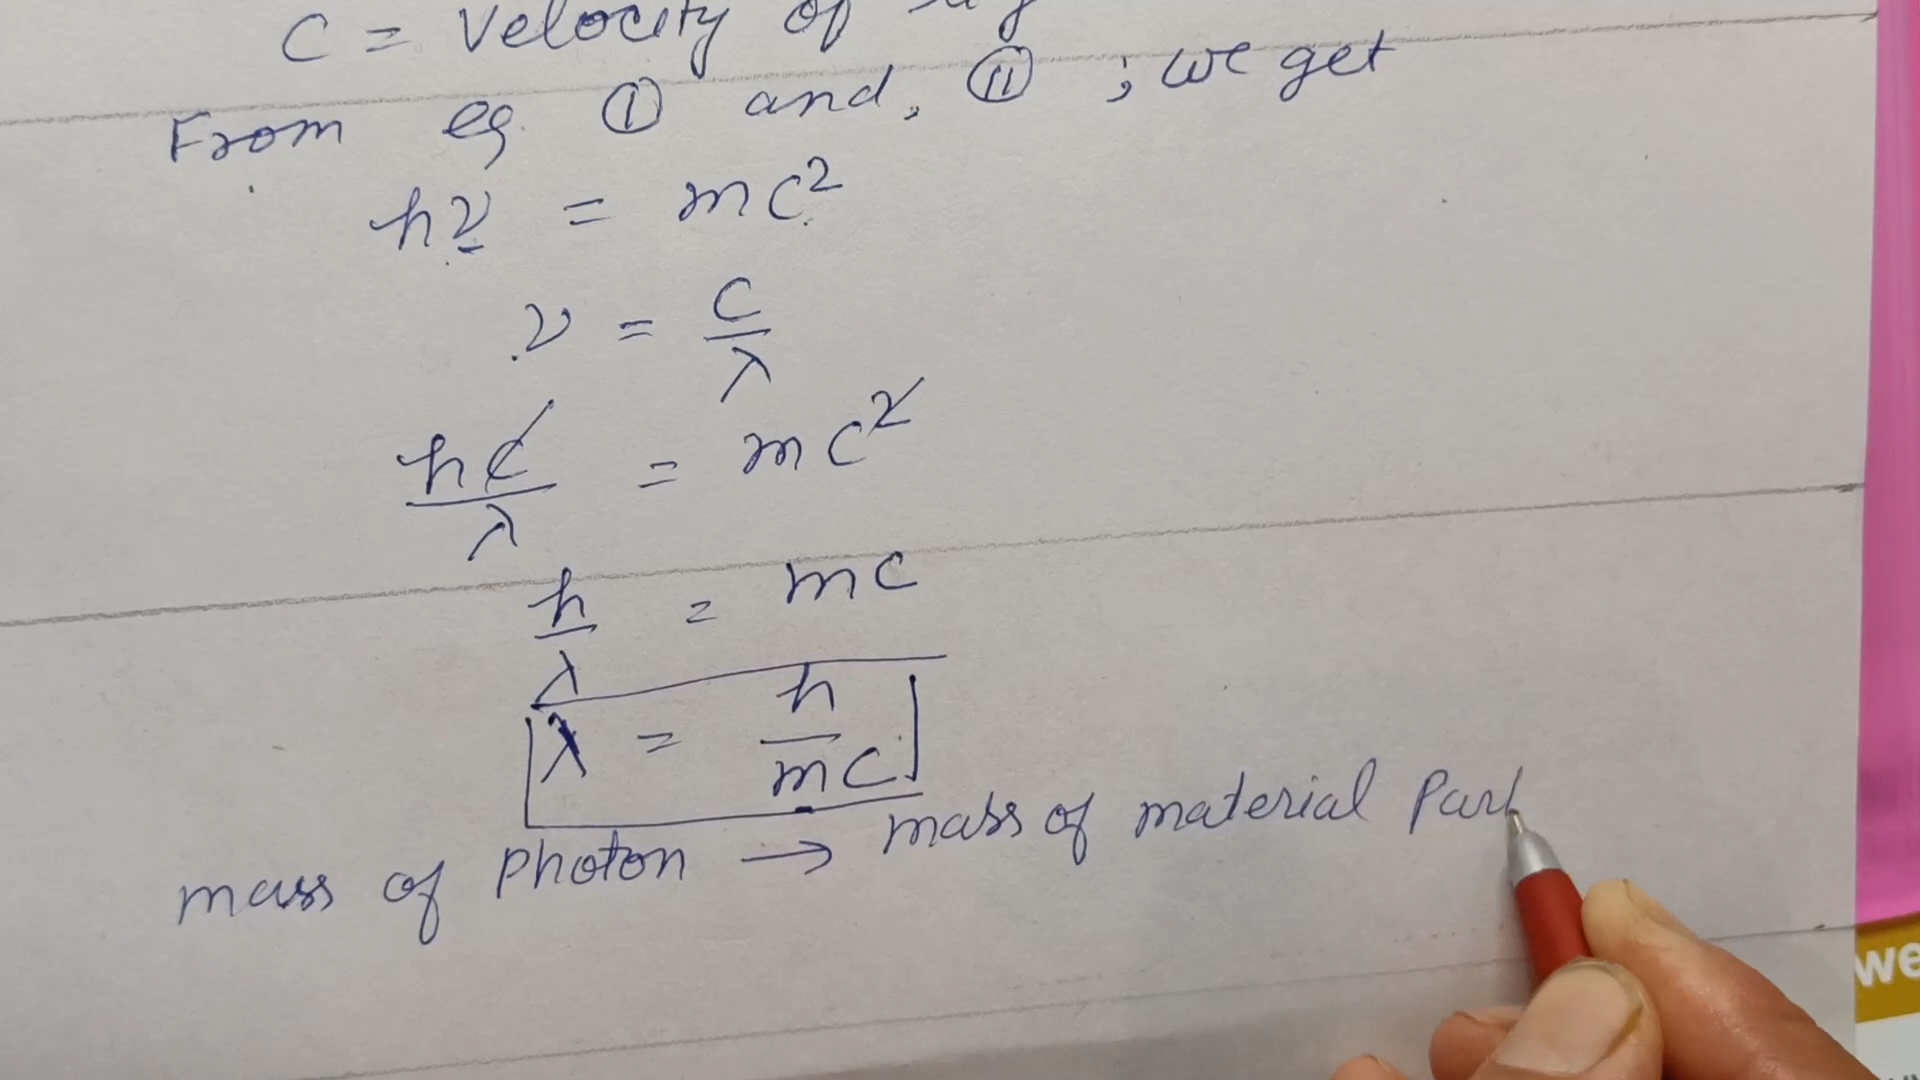 C = Velocity of
From eq. ① and, ⑪ ; we get
hν = mc²
ν = c/λ
hc/λ = mc²
h/λ = mc
λ = h/mc
mass of Photon → mass of material Part
we